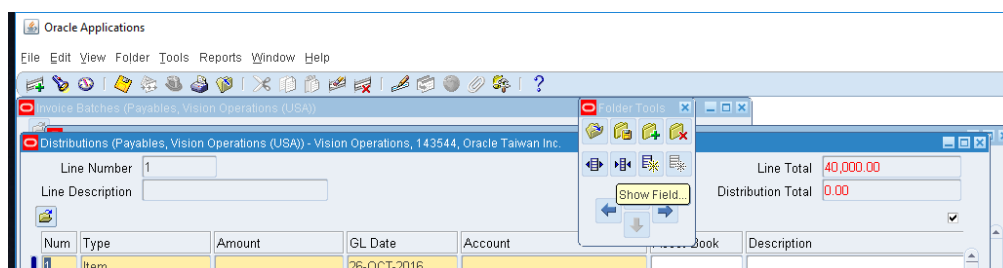 Oracle Applications
File Edit View Folder Tools Reports Window Help
Invoice Batches (Payables, Vision Operations (USA))
Folder Tools
Distributions (Payables, Vision Operations (USA)) - Vision Operations, 143544, Oracle Taiwan Inc.
Line Number 1
Line Total 40,000.00
Line Description
Show Field...
Distribution Total 0.00
Num Type Amount GL Date Account Book Description
1 Item 26-OCT-2016